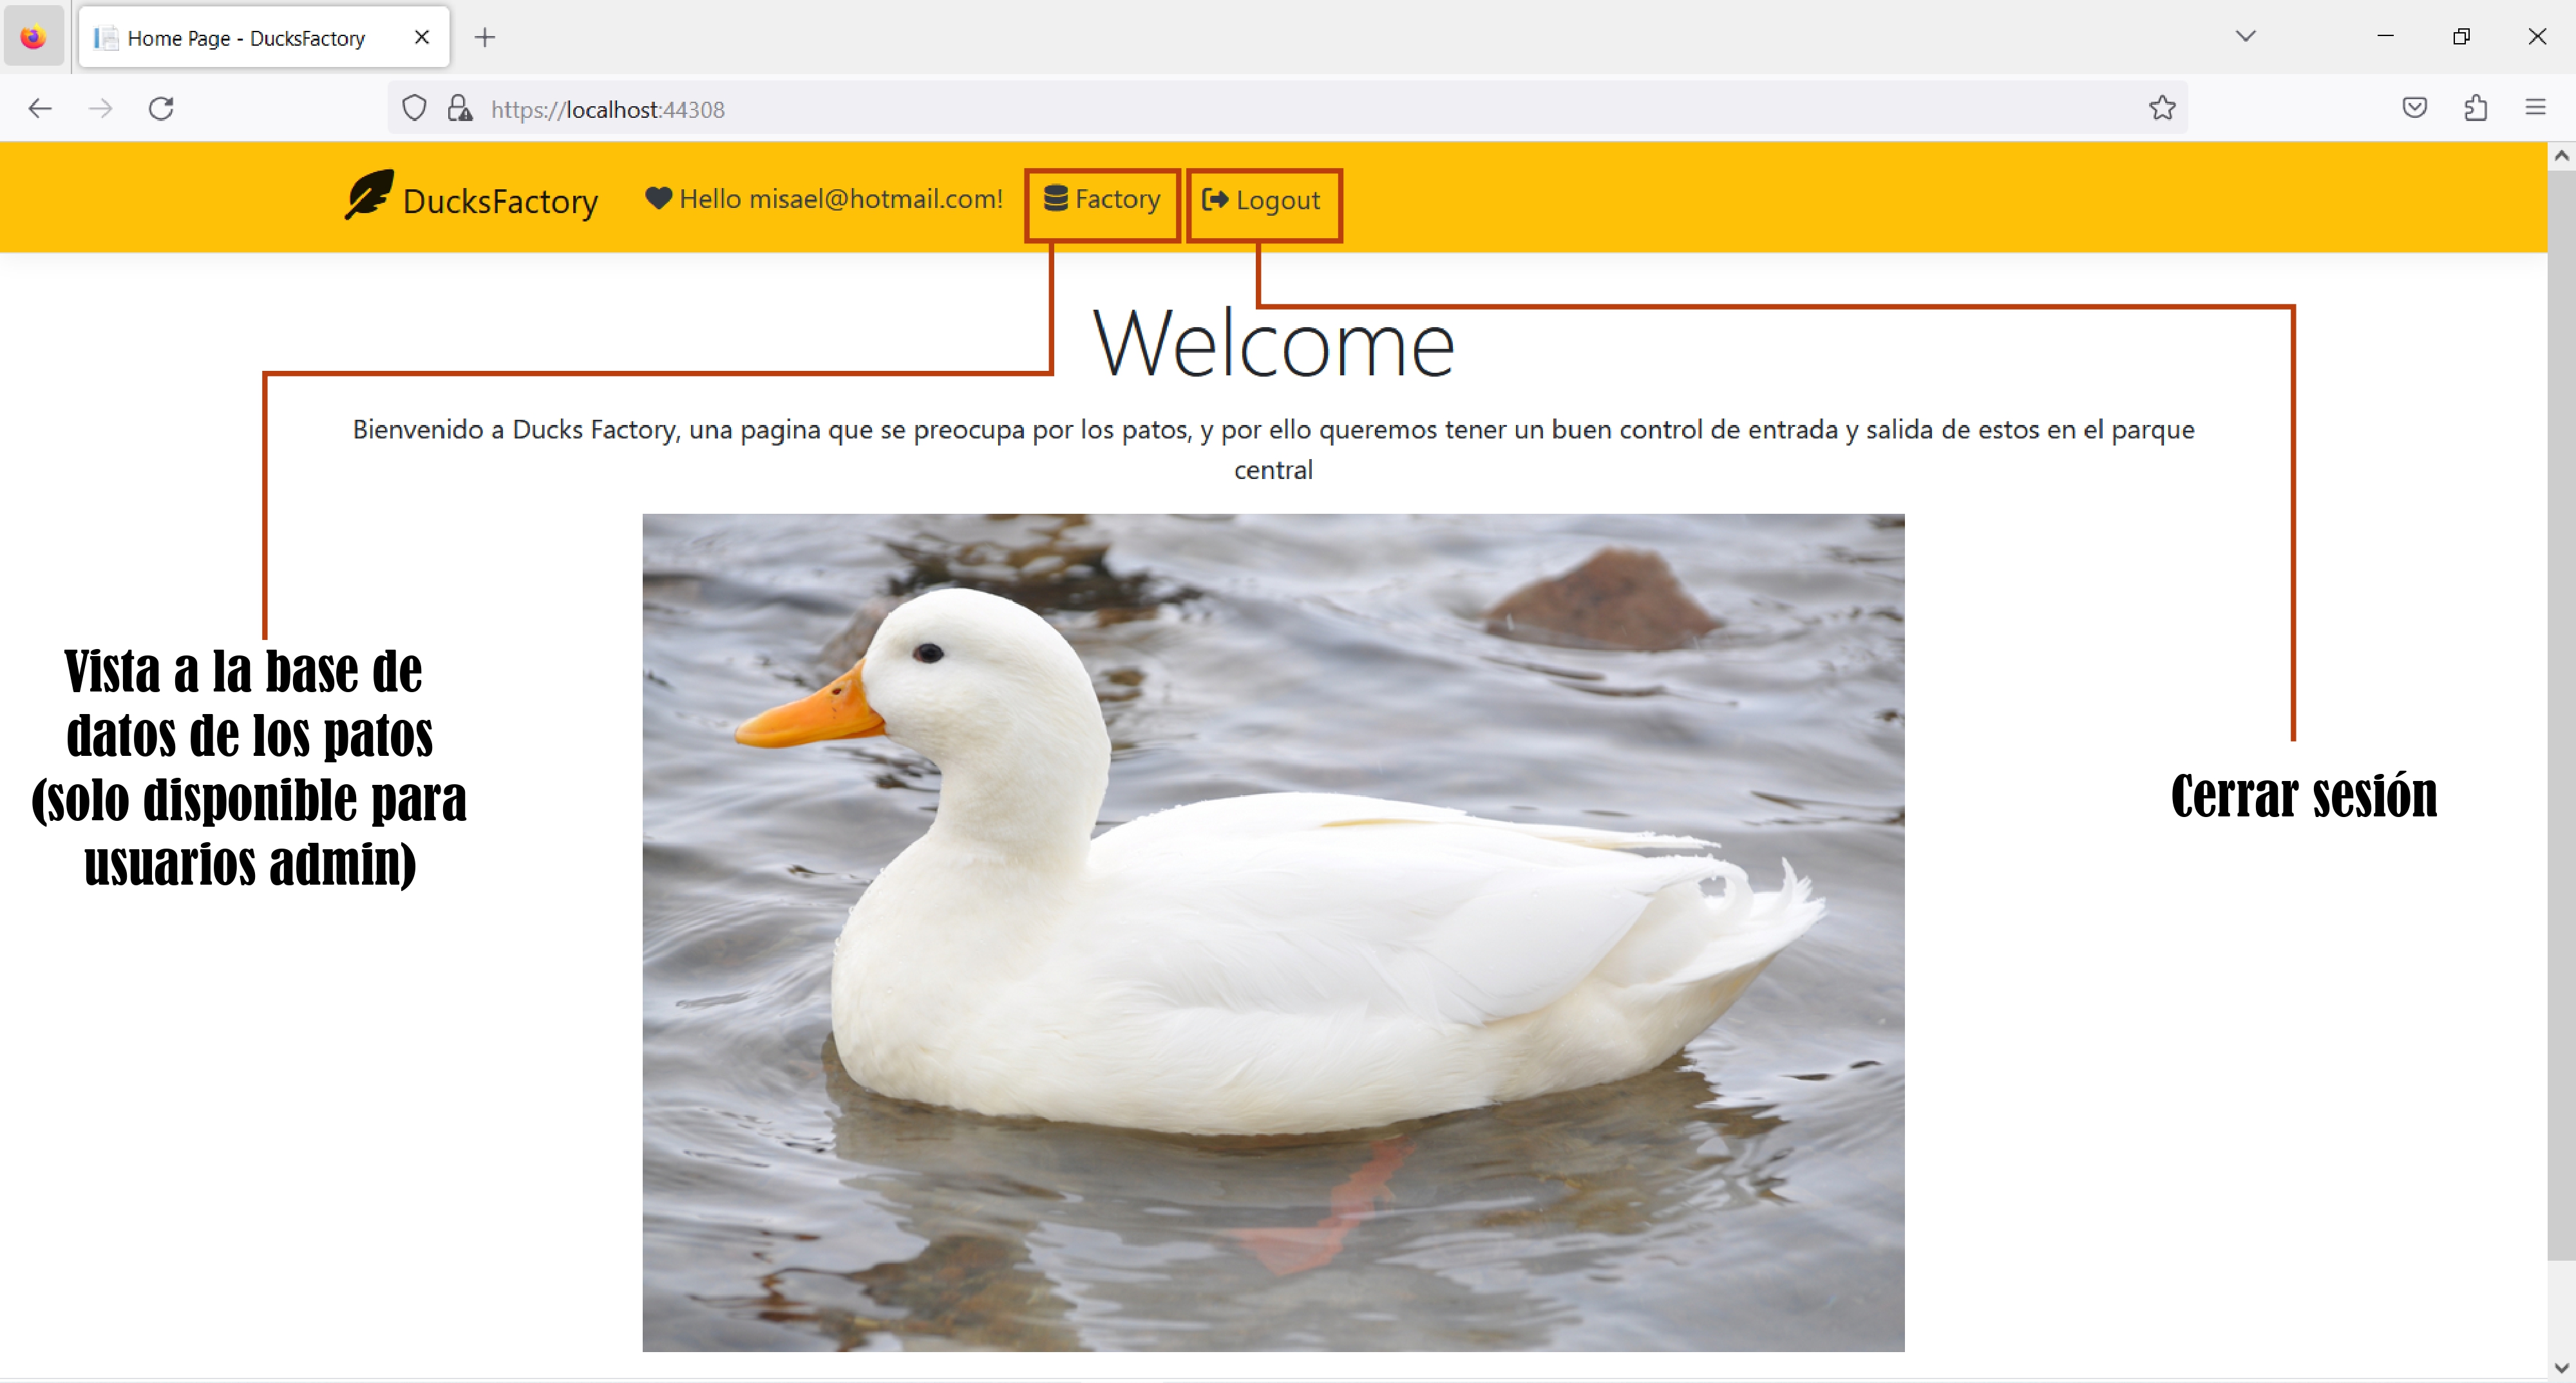 Home Page - DucksFactory
https://localhost:44308
DucksFactory
Hello misael@hotmail.com!
Factory
Logout
Welcome
Bienvenido a Ducks Factory, una pagina que se preocupa por los patos, y por ello queremos tener un buen control de entrada y salida de estos en el parque
central
Vista a la base de
datos de los patos
(solo disponible para
usuarios admin)
Cerrar sesión